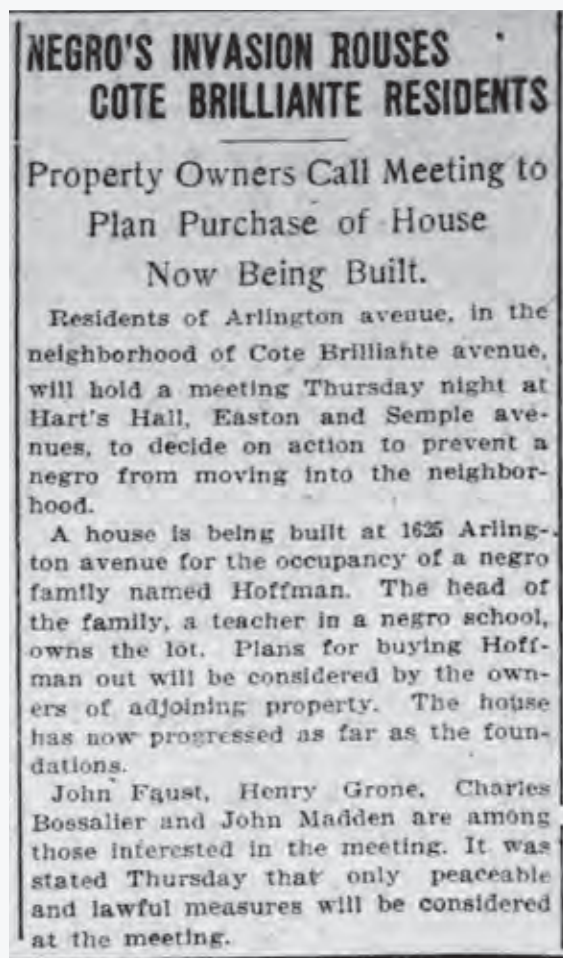 NEGRO'S INVASION ROUSES
COTE BRILLIANTE RESIDENTS
Property Owners Call Meeting to
Plan Purchase of House
Now Being Built.
Residents of Arlington avenue, in the
neighborhood of Cote Brilliahte avenue,
will hold a meeting Thursday night at
Hart's Hall, Easton and Semple ave-
nues, to decide on action to prevent a
negro from moving into the neighbor-
hood.
A house is being built at 1625 Arling-
ton avenue for the occupancy of a negro
family named Hoffman. The head of
the family, a teacher in a negro school,
owns the lot. Plans for buying Hoff-
man out will be considered by the own-
ers of adjoining property. The house
has now progressed as far as the foun-
dations.
John Faust, Henry Grone, Charles
Bossalier and John Madden are among
those interested in the meeting. It was
stated Thursday that only peaceable
and lawful measures will be considered
at the meeting.